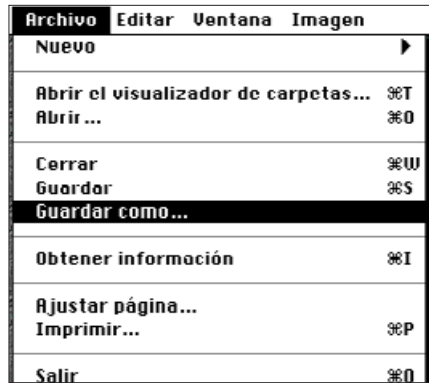 Archivo Editar Ventana Imagen
Nuevo
Abrir el visualizador de carpetas... ⌘T
Abrir... ⌘O
Cerrar ⌘W
Guardar ⌘S
Guardar como...
Obtener información ⌘I
Ajustar página...
Imprimir... ⌘P
Salir ⌘Q